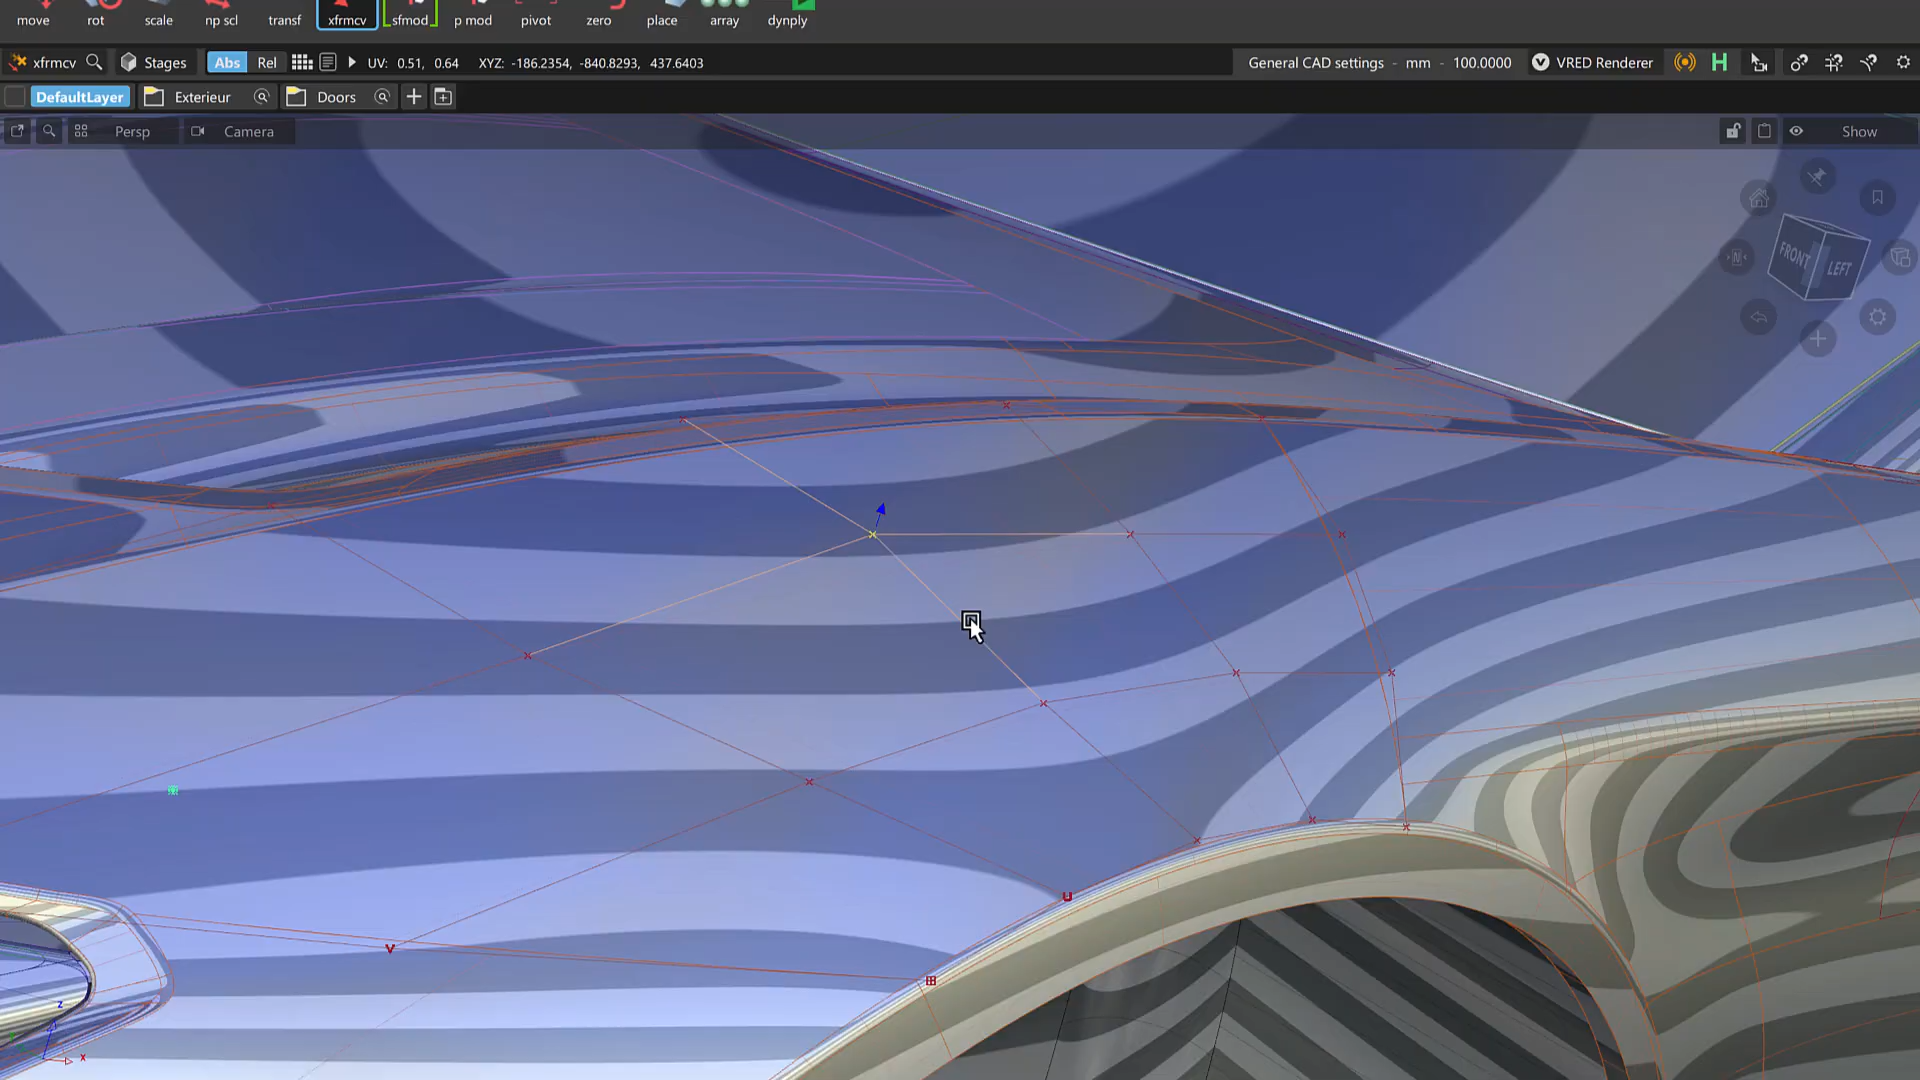 move rot scale np scl transf xfrmcv sfmod p mod pivot zero place array dynply
xfrmcv Stages Abs Rel UV: 0.51, 0.64 XYZ: -186.2354, -840.8293, 437.6403 General CAD settings - mm - 100.0000 VRED Renderer H
DefaultLayer Exterieur Doors
Persp Camera Show
N
FRONT LEFT
U
V
z
x